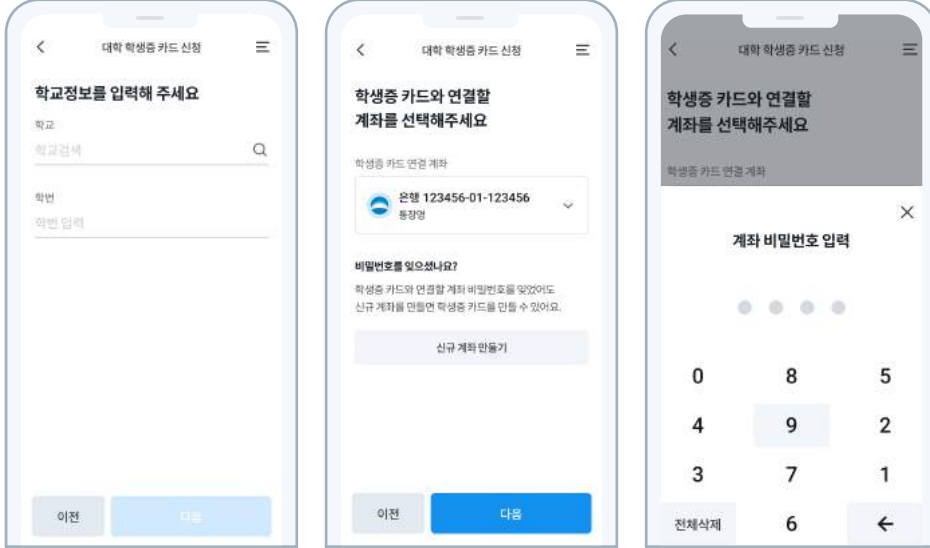 대학 학생증 카드 신청
학교정보를 입력해 주세요
학교
학교검색
학번
학번 입력
이전
다음
대학 학생증 카드 신청
학생증 카드와 연결할
계좌를 선택해주세요
학생증 카드 연결 계좌
은행 123456-01-123456
통장명
비밀번호를 잊으셨나요?
학생증 카드와 연결할 계좌 비밀번호를 잊었어도
신규 계좌를 만들면 학생증 카드를 만들 수 있어요.
신규 계좌 만들기
이전
다음
대학 학생증 카드 신청
학생증 카드와 연결할
계좌를 선택해주세요
학생증 카드 연결 계좌
계좌 비밀번호 입력
0 8 5
4 9 2
3 7 1
전체삭제 6